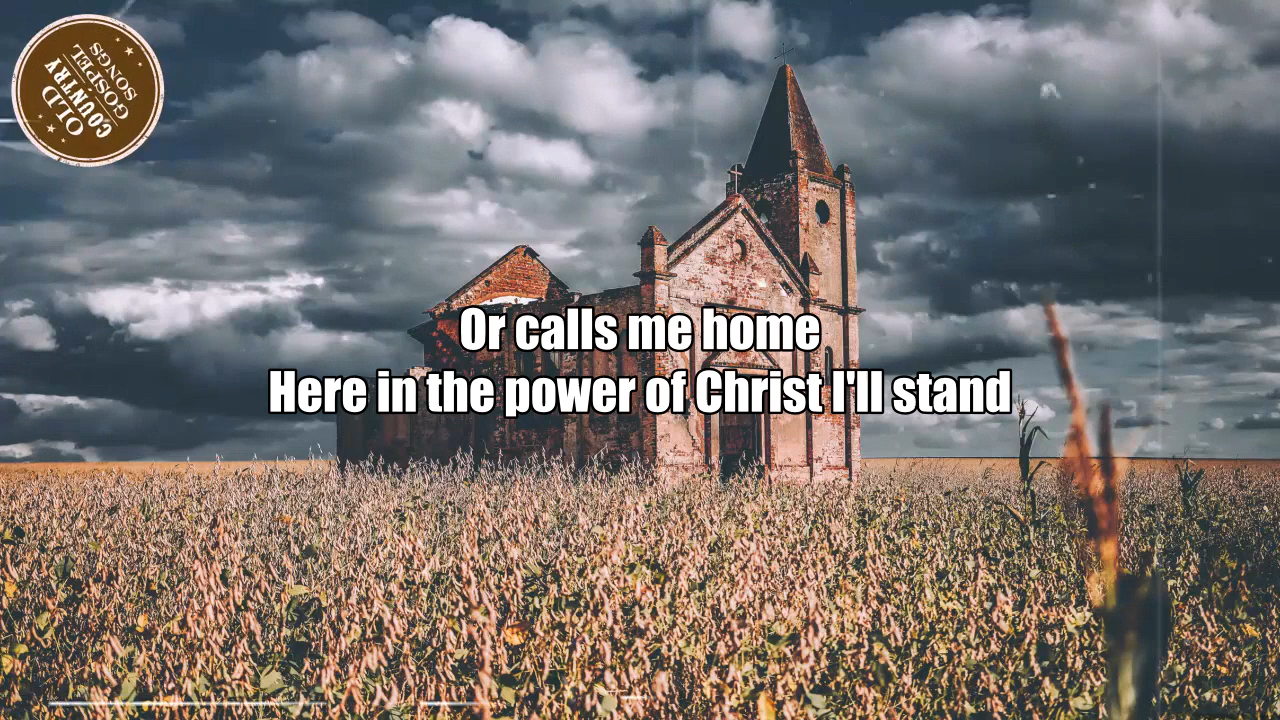 OLD
COUNTRY
GOSPEL
SONGS
Or calls me home
Here in the power of Christ I'll stand